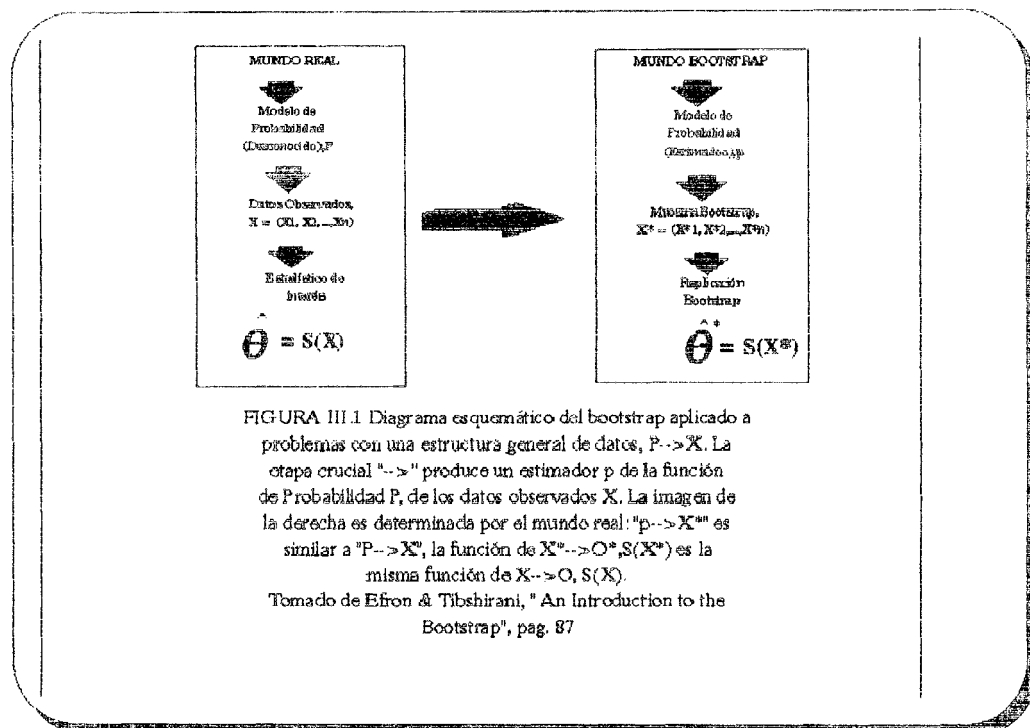 MUNDO REAL
Modelo de
Probabilidad
(Desconocido),P
Datos Observados,
X = (X1, X2,...,Xn)
Estadístico de
Interés
θ̂ = S(X)
MUNDO BOOTSTRAP
Modelo de
Probabilidad
(Estimados),p
Muestra Bootstrap,
X* = (X*1, X*2,...,X*n)
Replicación
Bootstrap
θ̂* = S(X*)
FIGURA III.1 Diagrama esquemático del bootstrap aplicado a
problemas con una estructura general de datos, P-->X. La
etapa crucial "-->" produce un estimador p de la función
de Probabilidad P, de los datos observados X. La imagen de
la derecha es determinada por el mundo real: "p-->X*" es
similar a "P-->X", la función de X*-->O*,S(X*) es la
misma función de X-->O, S(X).
Tomado de Efron & Tibshirani, " An Introduction to the
Bootstrap", pag. 87